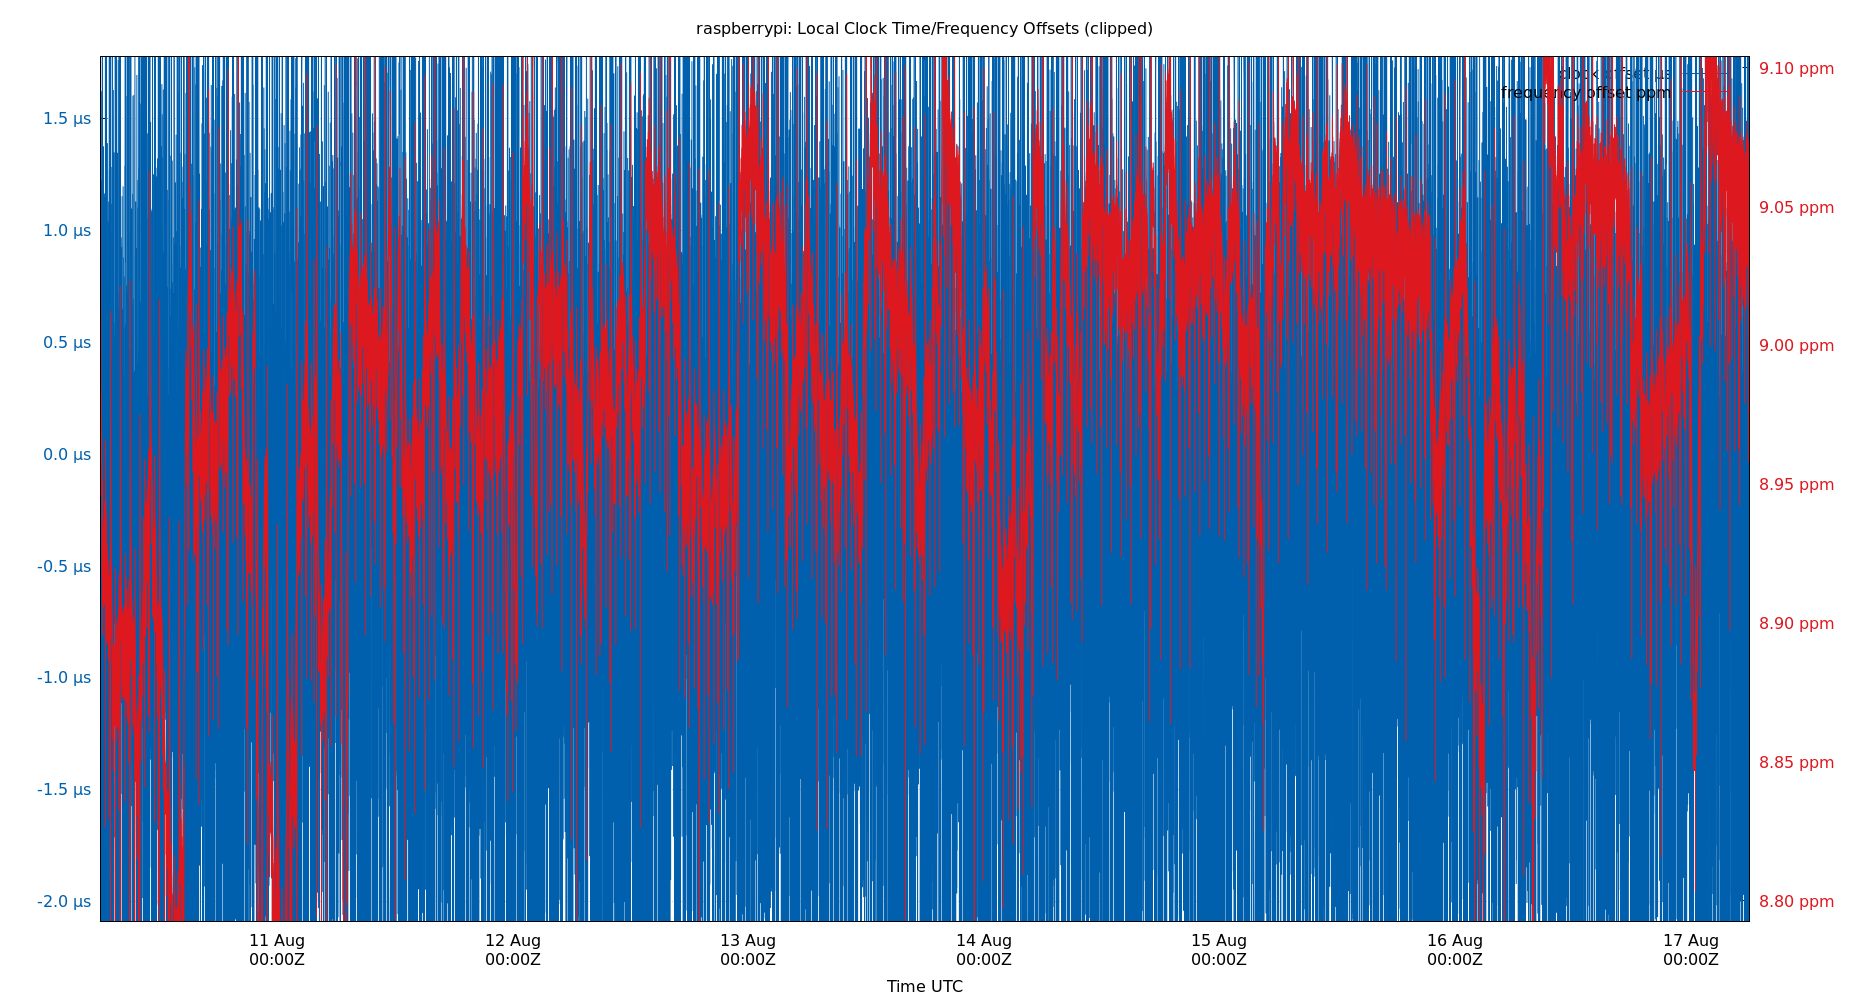 raspberrypi: Local Clock Time/Frequency Offsets (clipped)
clock offset µs
frequency offset ppm
1.5 µs
1.0 µs
0.5 µs
0.0 µs
-0.5 µs
-1.0 µs
-1.5 µs
-2.0 µs
9.10 ppm
9.05 ppm
9.00 ppm
8.95 ppm
8.90 ppm
8.85 ppm
8.80 ppm
11 Aug 12 Aug 13 Aug 14 Aug 15 Aug 16 Aug 17 Aug
00:00Z 00:00Z 00:00Z 00:00Z 00:00Z 00:00Z 00:00Z
Time UTC